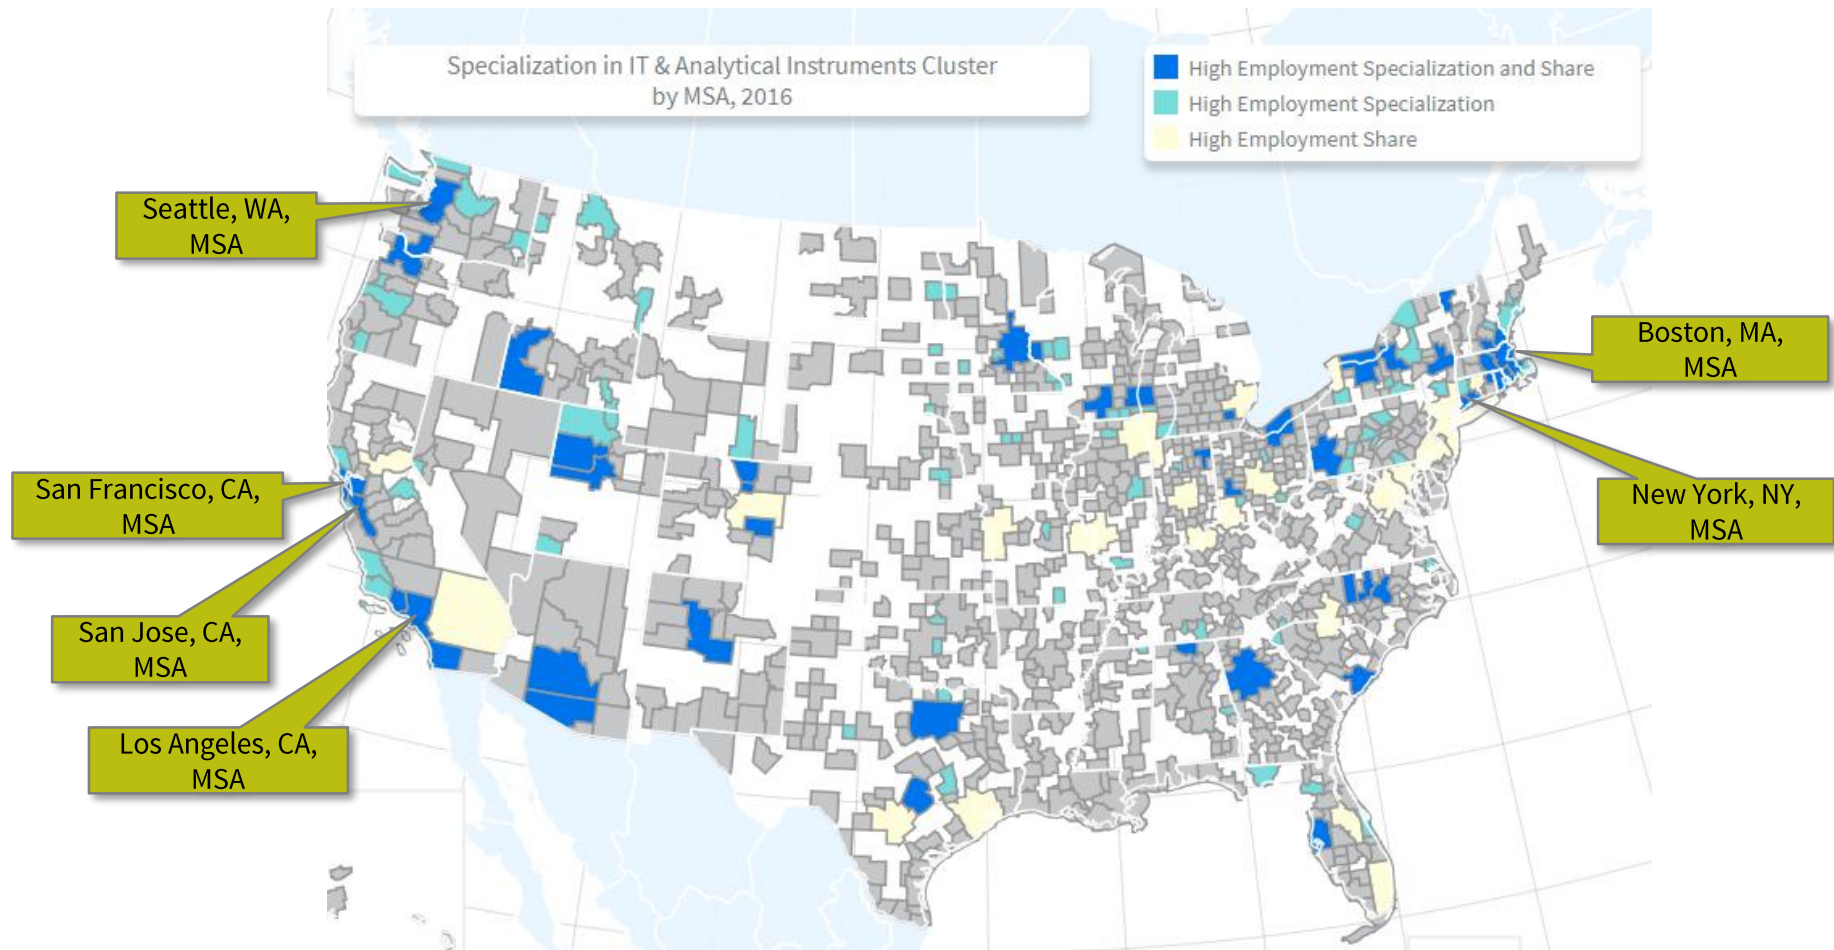 Specialization in IT & Analytical Instruments Cluster
by MSA, 2016
High Employment Specialization and Share
High Employment Specialization
High Employment Share
Seattle, WA,
MSA
Boston, MA,
MSA
San Francisco, CA,
MSA
New York, NY,
MSA
San Jose, CA,
MSA
Los Angeles, CA,
MSA